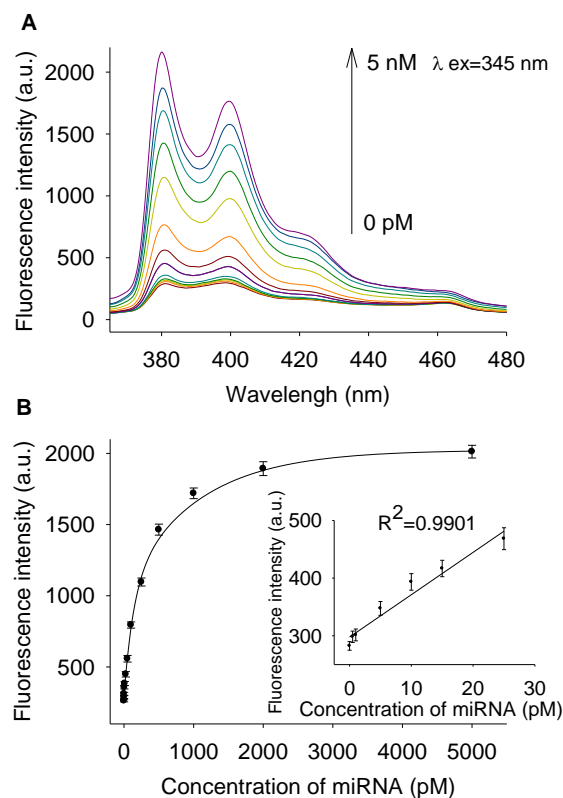 A
2000
1500
1000
500
0
Fluorescence intensity (a.u.)
5 nM λ ex=345 nm
0 pM
380 400 420 440 460 480
Wavelengh (nm)
B
2000
1500
1000
500
Fluorescence intensity (a.u.)
0 1000 2000 3000 4000 5000
Concentration of miRNA (pM)
R²=0.9901
500
400
300
Fluorescence intensity (a.u.)
0 10 20 30
Concentration of miRNA (pM)